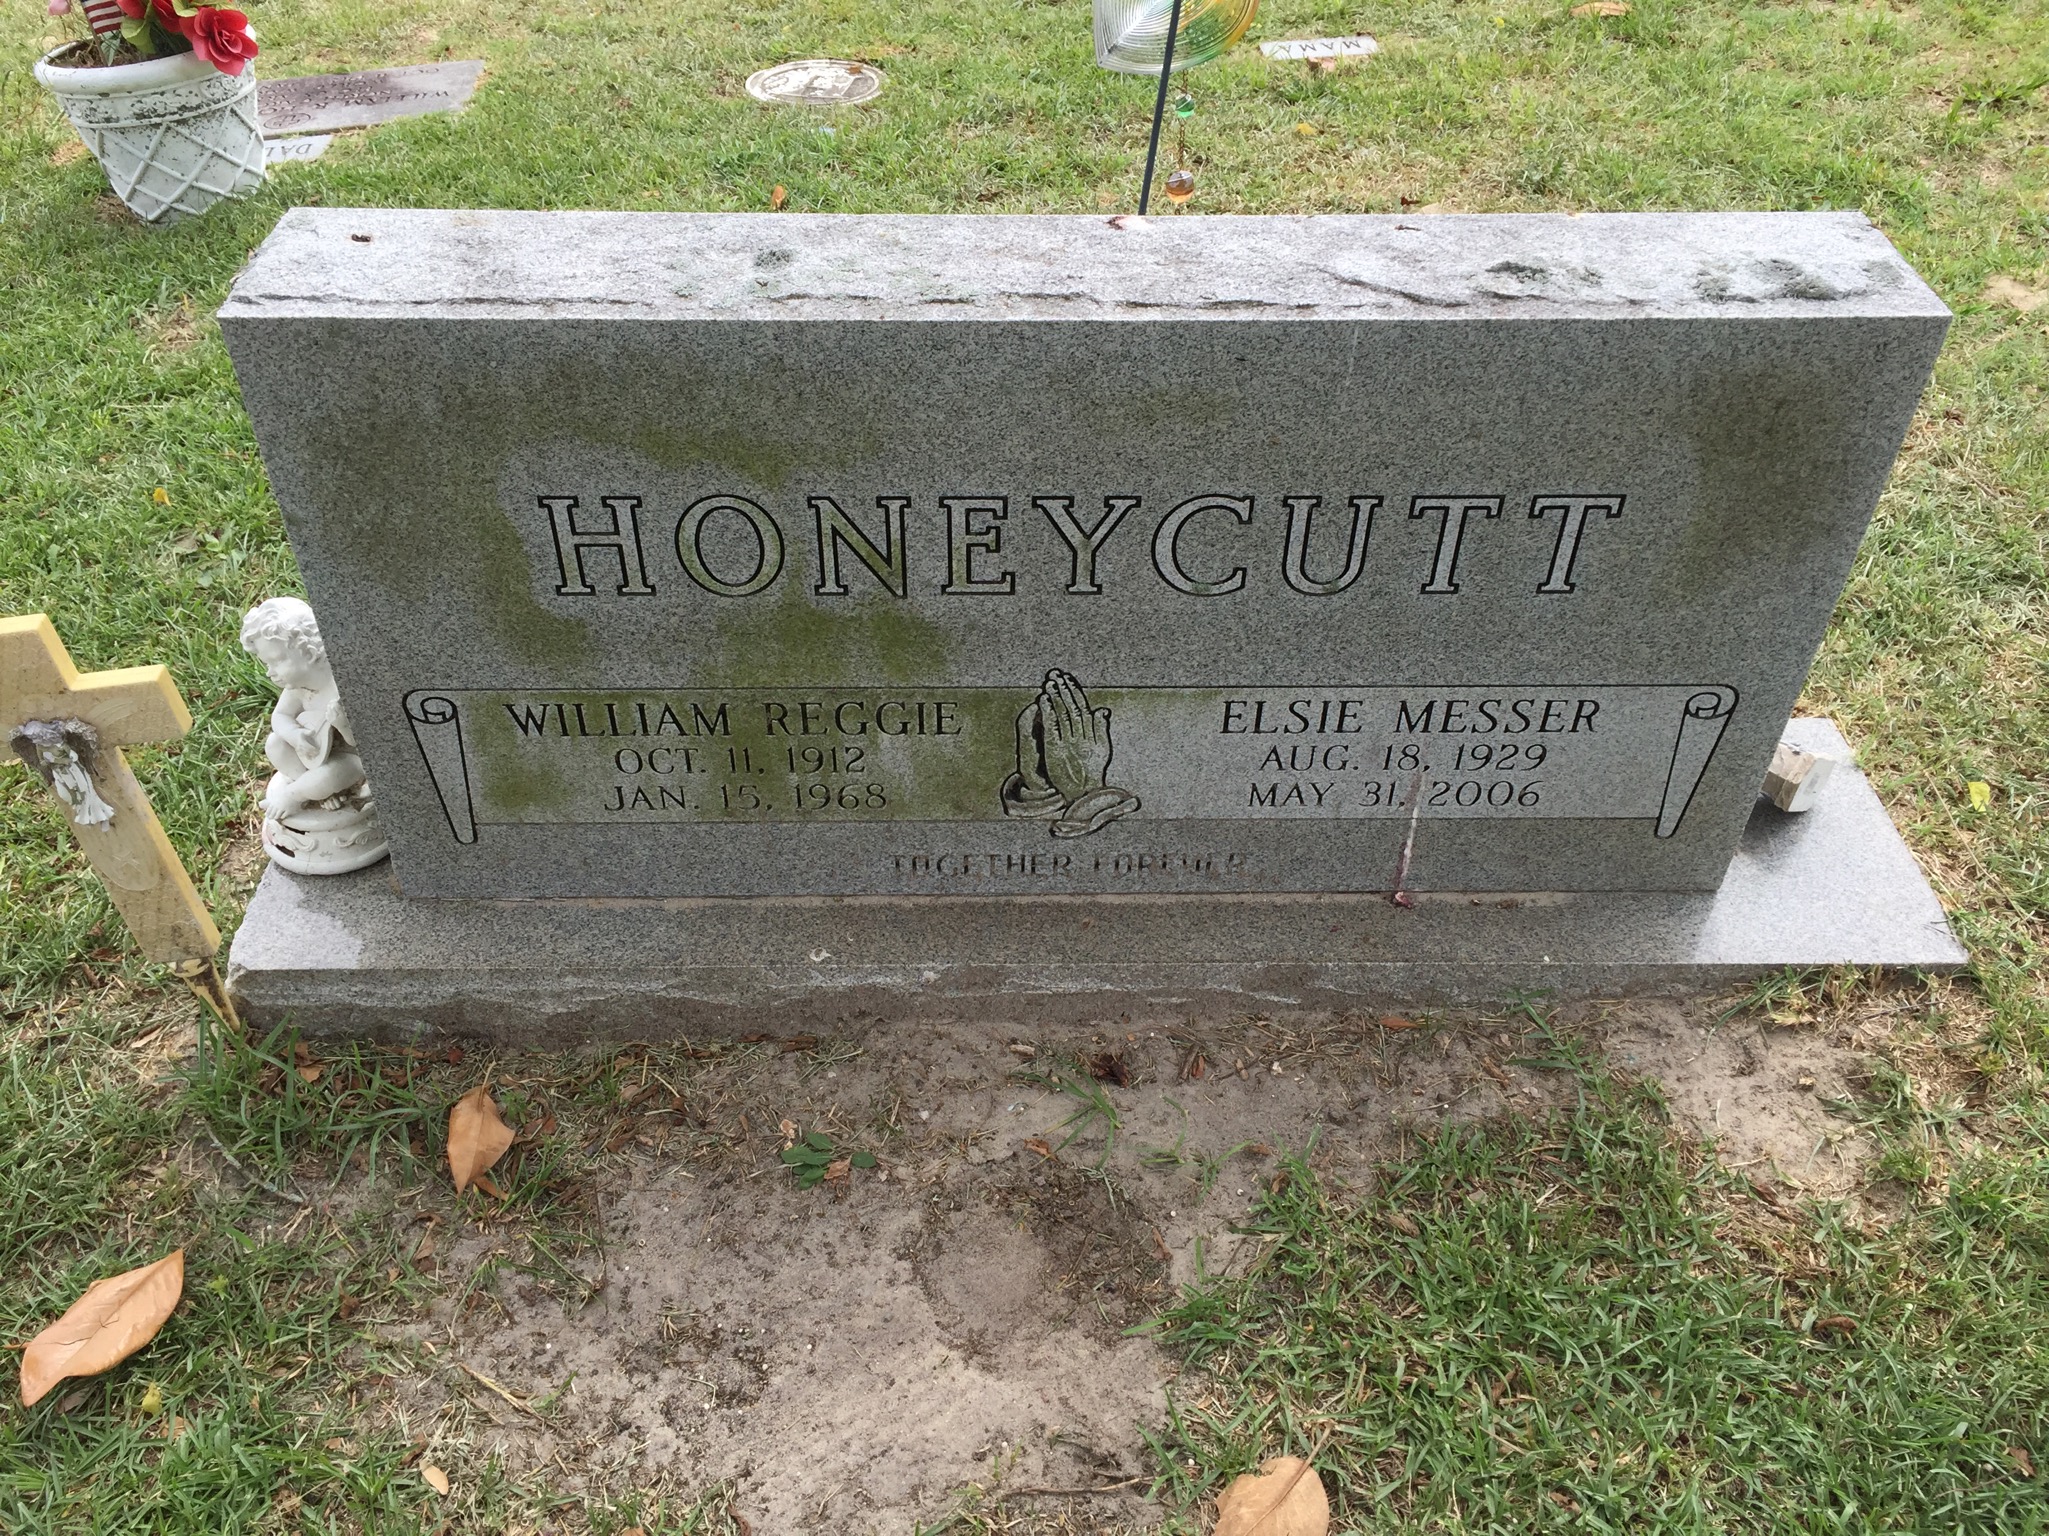 MAMA
HONEYCUTT
WILLIAM REGGIE
OCT. 11, 1912
JAN. 15, 1968
ELSIE MESSER
AUG. 18, 1929
MAY 31, 2006
TOGETHER FOREVER